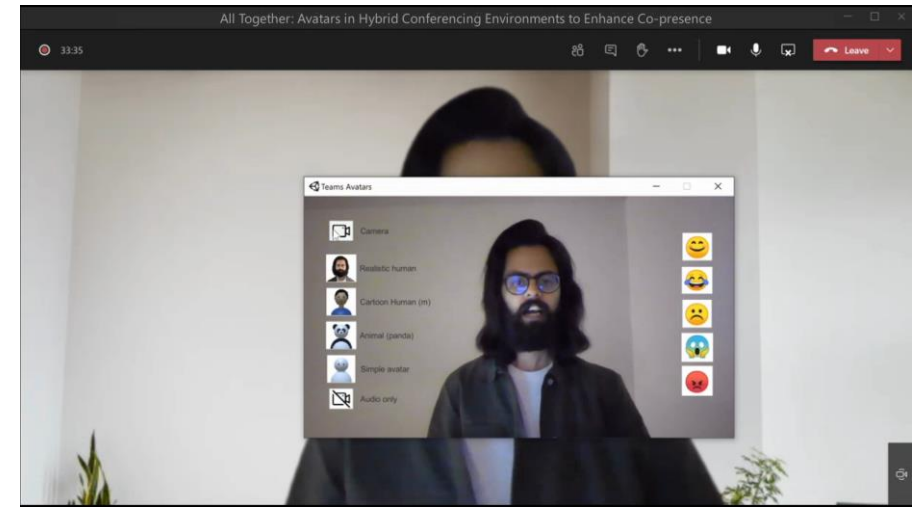 All Together: Avatars in Hybrid Conferencing Environments to Enhance Co-presence
33:35
Leave
Teams Avatars
Camera
Realistic human
Cartoon Human (m)
Animal (panda)
Simple avatar
Audio only